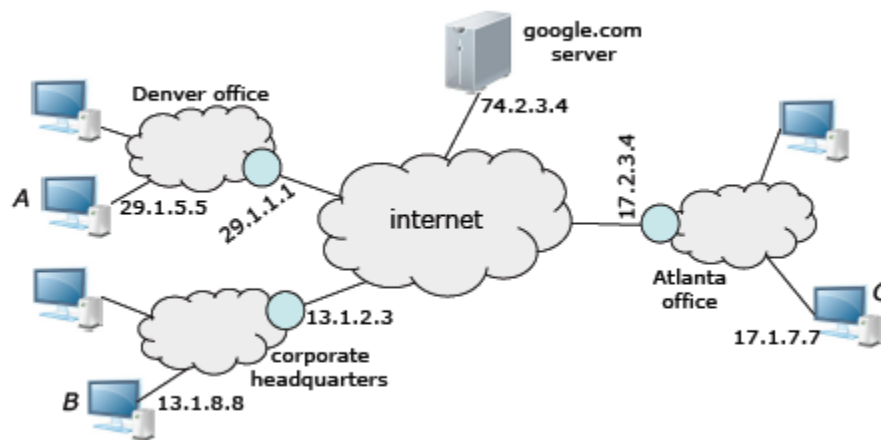 google.com
server
Denver office
74.2.3.4
17.2.3.4
A
29.1.5.5
29.1.1.1
internet
Atlanta
office
C
13.1.2.3
17.1.7.7
corporate
headquarters
B
13.1.8.8